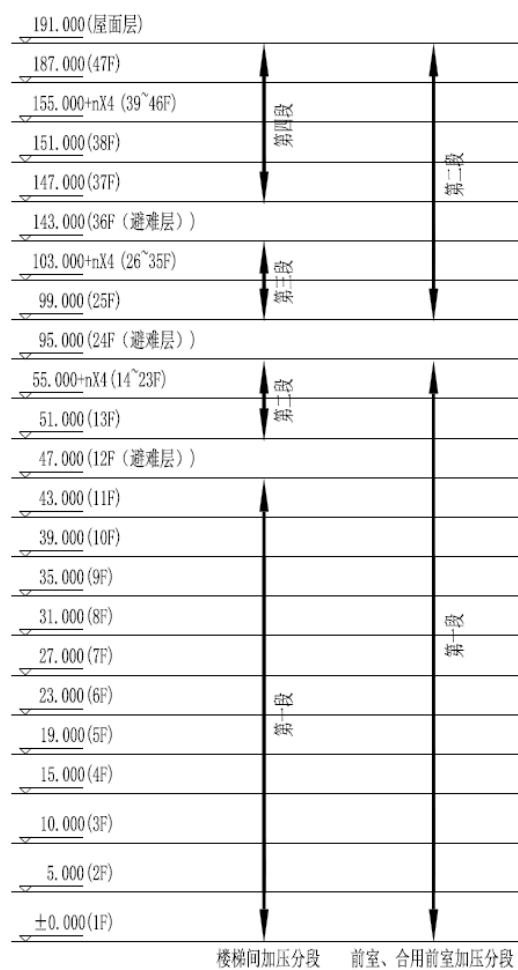 191.000(屋面层)
187.000(47F)
155.000+nX4 (39~46F)
151.000(38F)
147.000(37F)
143.000(36F（避难层）)
103.000+nX4 (26~35F)
99.000(25F)
95.000(24F（避难层）)
55.000+nX4(14~23F)
51.000(13F)
47.000(12F（避难层）)
43.000(11F)
39.000(10F)
35.000(9F)
31.000(8F)
27.000(7F)
23.000(6F)
19.000(5F)
15.000(4F)
10.000(3F)
5.000(2F)
±0.000(1F)
第四段
第三段
第二段
第一段
第二段
第一段
楼梯间加压分段
前室、合用前室加压分段